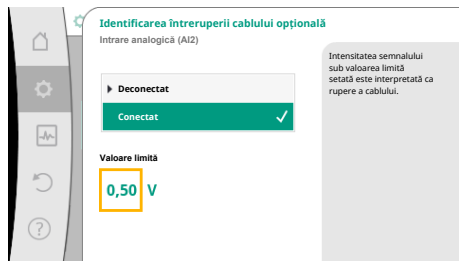 Identificarea întreruperii cablului opțională
Intrare analogică (AI2)
Intensitatea semnalului
sub valoarea limită
setată este interpretată ca
rupere a cablului.
Deconectat
Conectat
Valoare limită
0,50 V